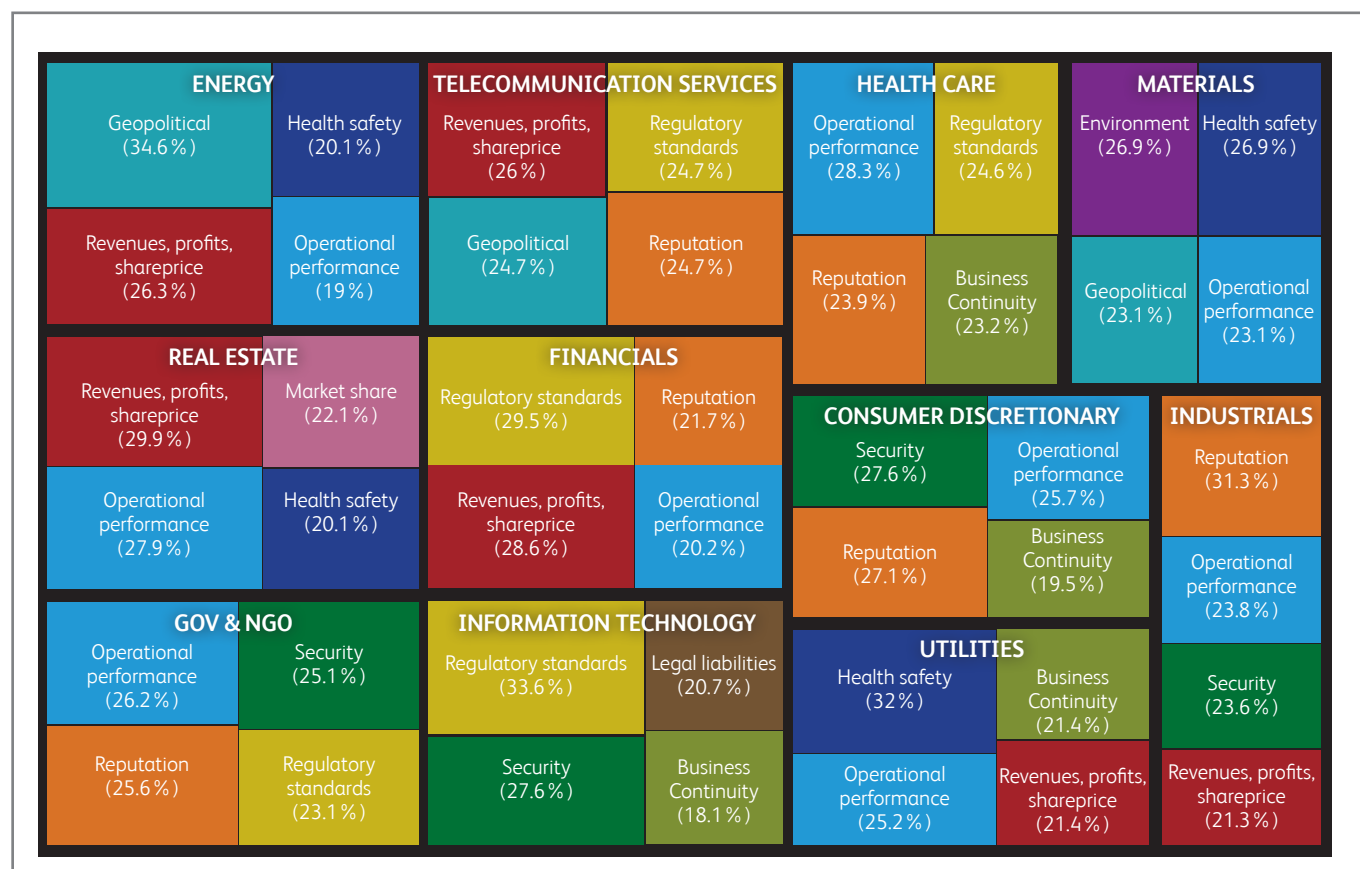 ENERGY
Geopolitical
(34.6%)
Health safety
(20.1%)
Revenues, profits,
shareprice
(26.3%)
Operational
performance
(19%)
TELECOMMUNICATION SERVICES
Revenues, profits,
shareprice
(26%)
Regulatory
standards
(24.7%)
Geopolitical
(24.7%)
Reputation
(24.7%)
HEALTH CARE
Operational
performance
(28.3%)
Regulatory
standards
(24.6%)
Reputation
(23.9%)
Business
Continuity
(23.2%)
MATERIALS
Environment
(26.9%)
Health safety
(26.9%)
Geopolitical
(23.1%)
Operational
performance
(23.1%)
REAL ESTATE
Revenues, profits,
shareprice
(29.9%)
Market share
(22.1%)
Operational
performance
(27.9%)
Health safety
(20.1%)
FINANCIALS
Regulatory standards
(29.5%)
Reputation
(21.7%)
Revenues, profits,
shareprice
(28.6%)
Operational
performance
(20.2%)
CONSUMER DISCRETIONARY
Security
(27.6%)
Operational
performance
(25.7%)
Reputation
(27.1%)
Business
Continuity
(19.5%)
INDUSTRIALS
Reputation
(31.3%)
Operational
performance
(23.8%)
Security
(23.6%)
Revenues, profits,
shareprice
(21.3%)
GOV & NGO
Operational
performance
(26.2%)
Security
(25.1%)
Reputation
(25.6%)
Regulatory
standards
(23.1%)
INFORMATION TECHNOLOGY
Regulatory standards
(33.6%)
Legal liabilities
(20.7%)
Security
(27.6%)
Business
Continuity
(18.1%)
UTILITIES
Health safety
(32%)
Business
Continuity
(21.4%)
Operational
performance
(25.2%)
Revenues, profits,
shareprice
(21.4%)